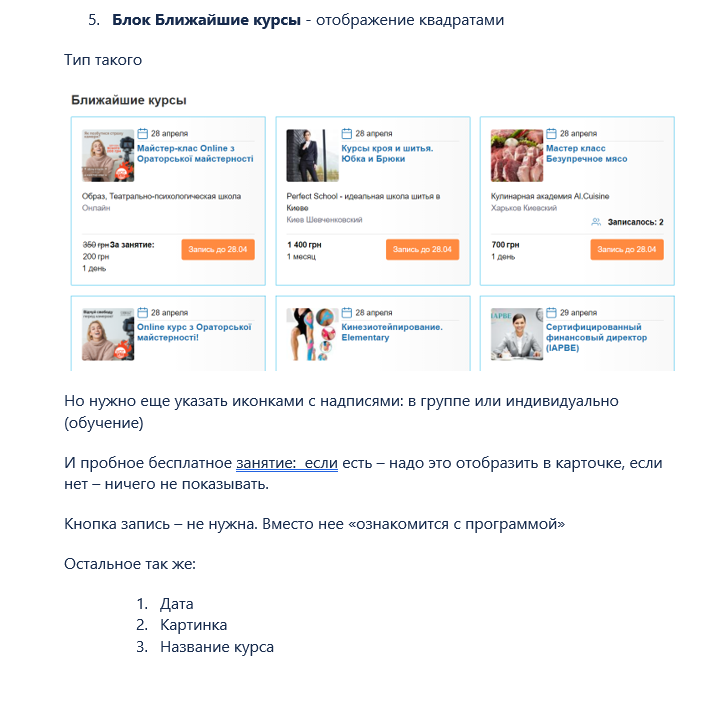 5. Блок Ближайшие курсы - отображение квадратами
Тип такого
Ближайшие курсы
28 апреля
Майстер-клас Online з
Ораторської майстерності
Образ, Театрально-психологическая школа
Онлайн
350 грн За занятие:
200 грн
1 день
Запись до 28.04
28 апреля
Курсы кроя и шитья.
Юбка и Брюки
Perfect School - идеальная школа шитья в
Киеве
Киев Шевченковский
1 400 грн
1 месяц
Запись до 28.04
28 апреля
Мастер класс
Безупречное мясо
Кулинарная академия Al.Cuisine
Харьков Киевский
Записалось: 2
700 грн
1 день
Запись до 28.04
28 апреля
Online курс з Ораторської
майстерності!
28 апреля
Кинезиотейпирование.
Elementary
29 апреля
Сертифицированный
финансовый директор
(IAPBE)
Но нужно еще указать иконками с надписями: в группе или индивидуально
(обучение)
И пробное бесплатное занятие: если есть – надо это отобразить в карточке, если
нет – ничего не показывать.
Кнопка запись – не нужна. Вместо нее «ознакомится с программой»
Остальное так же:
1. Дата
2. Картинка
3. Название курса